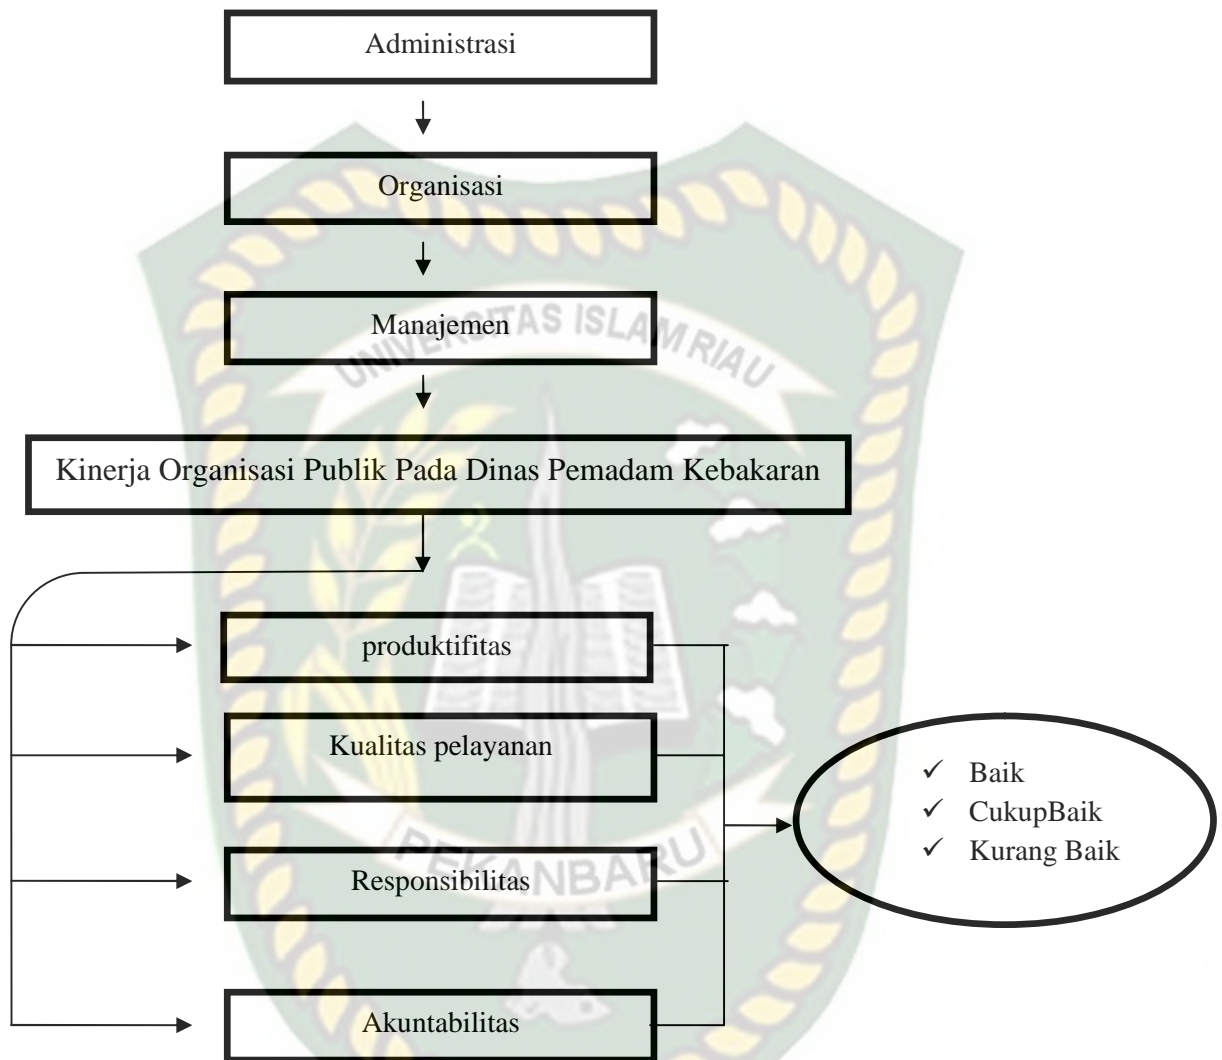 Administrasi
Organisasi
Manajemen
UNIVERSITAS ISLAM RIAU
Kinerja Organisasi Publik Pada Dinas Pemadam Kebakaran
produktifitas
Kualitas pelayanan
✓ Baik
✓ CukupBaik
✓ Kurang Baik
PEKANBARU
Responsibilitas
Akuntabilitas